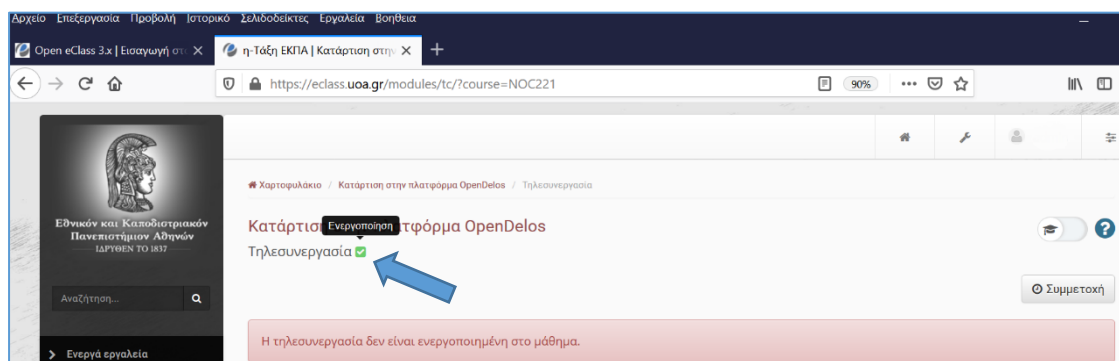 Αρχείο Επεξεργασία Προβολή Ιστορικό Σελιδοδείκτες Εργαλεία Βοήθεια
Open eClass 3.x | Εισαγωγή στ
η-Τάξη ΕΚΠΑ | Κατάρτιση στην
https://eclass.uoa.gr/modules/tc/?course=NOC221
90%
Εθνικόν και Καποδιστριακόν
Πανεπιστήμιον Αθηνών
ΙΔΡΥΘΕΝ ΤΟ 1837
Αναζήτηση...
Ενεργά εργαλεία
Χαρτοφυλάκιο / Κατάρτιση στην πλατφόρμα OpenDelos / Τηλεσυνεργασία
Ενεργοποίηση
Κατάρτιση τφόρμα OpenDelos
Τηλεσυνεργασία
Συμμετοχή
Η τηλεσυνεργασία δεν είναι ενεργοποιημένη στο μάθημα.